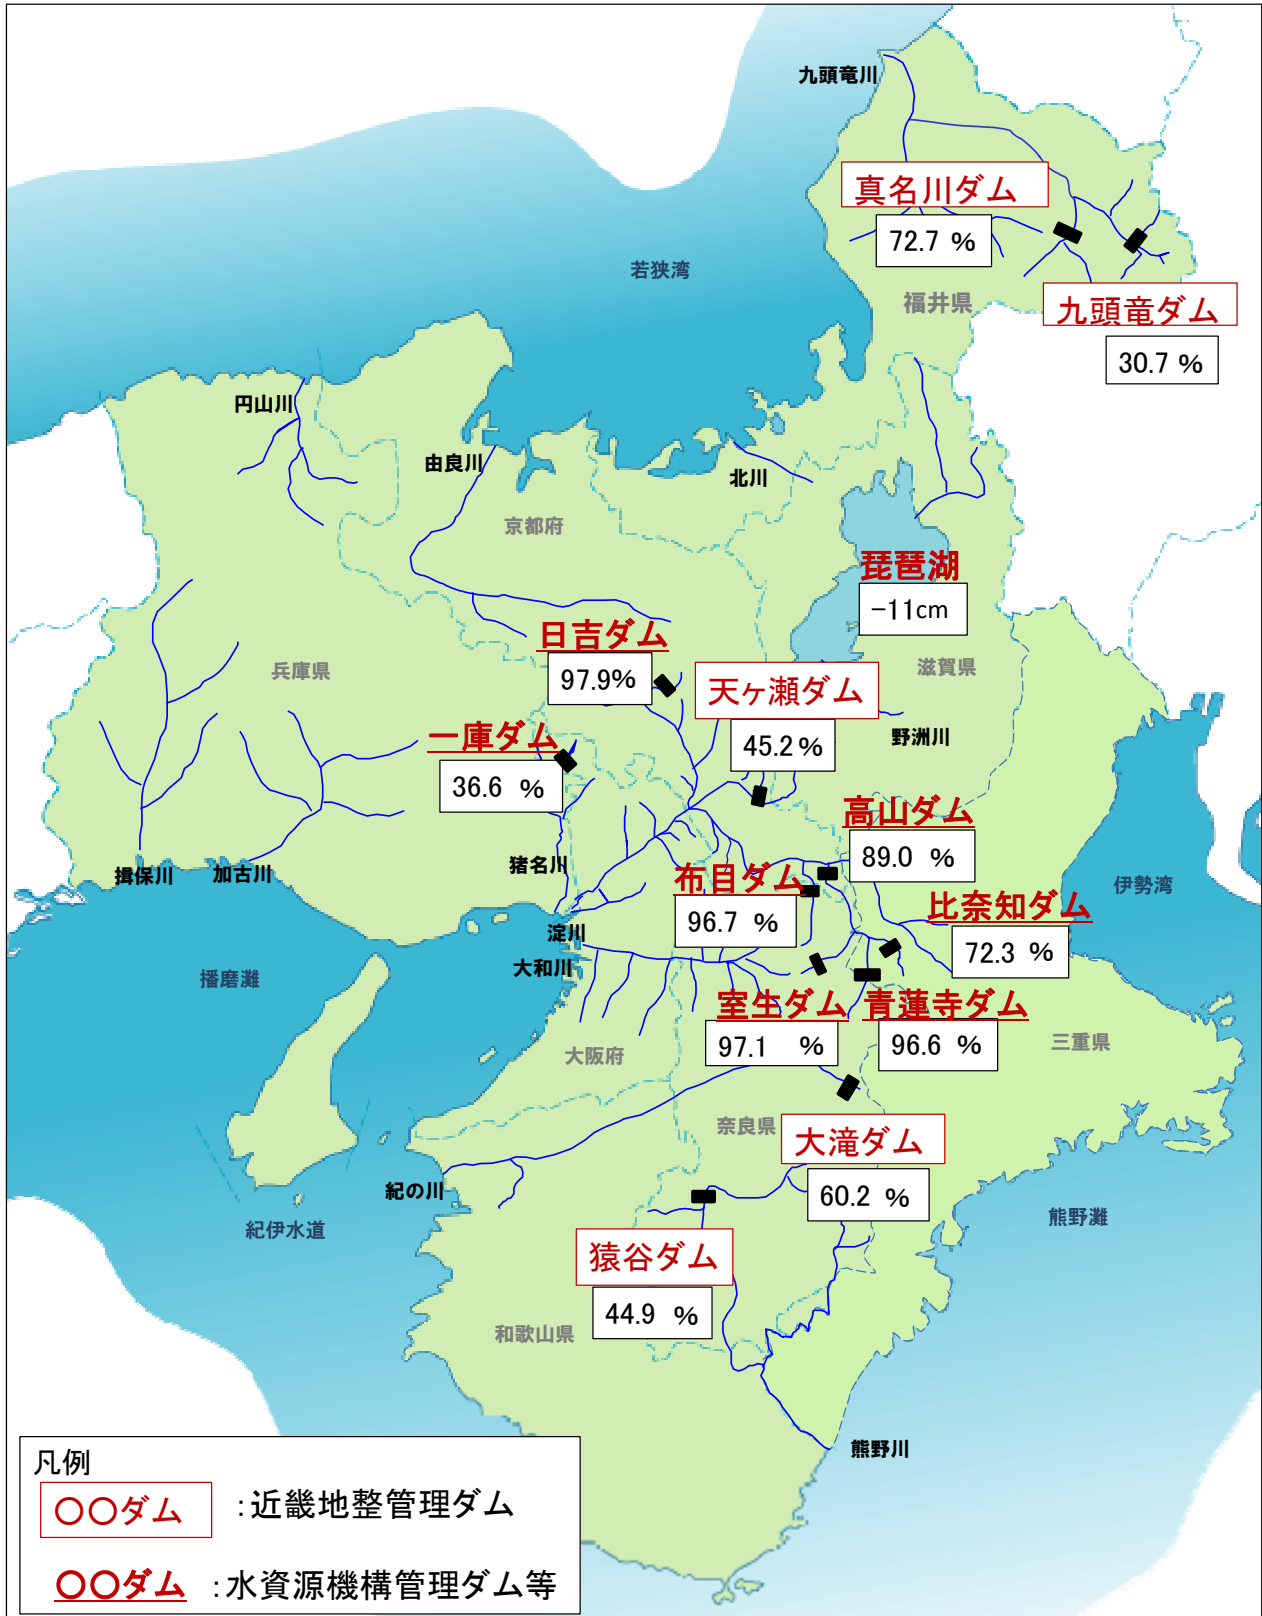 九頭竜川
真名川ダム
72.7 %
若狭湾
福井県
九頭竜ダム
30.7 %
円山川
由良川
北川
京都府
琵琶湖
-11cm
日吉ダム
97.9%
兵庫県
滋賀県
天ヶ瀬ダム
45.2 %
野洲川
一庫ダム
36.6 %
高山ダム
89.0 %
猪名川
揖保川
加古川
布目ダム
96.7 %
伊勢湾
比奈知ダム
72.3 %
淀川
大和川
播磨灘
室生ダム
97.1 %
青蓮寺ダム
96.6 %
大阪府
三重県
奈良県
大滝ダム
60.2 %
紀の川
紀伊水道
熊野灘
猿谷ダム
44.9 %
和歌山県
熊野川
凡例
〇〇ダム :近畿地整管理ダム
〇〇ダム :水資源機構管理ダム等